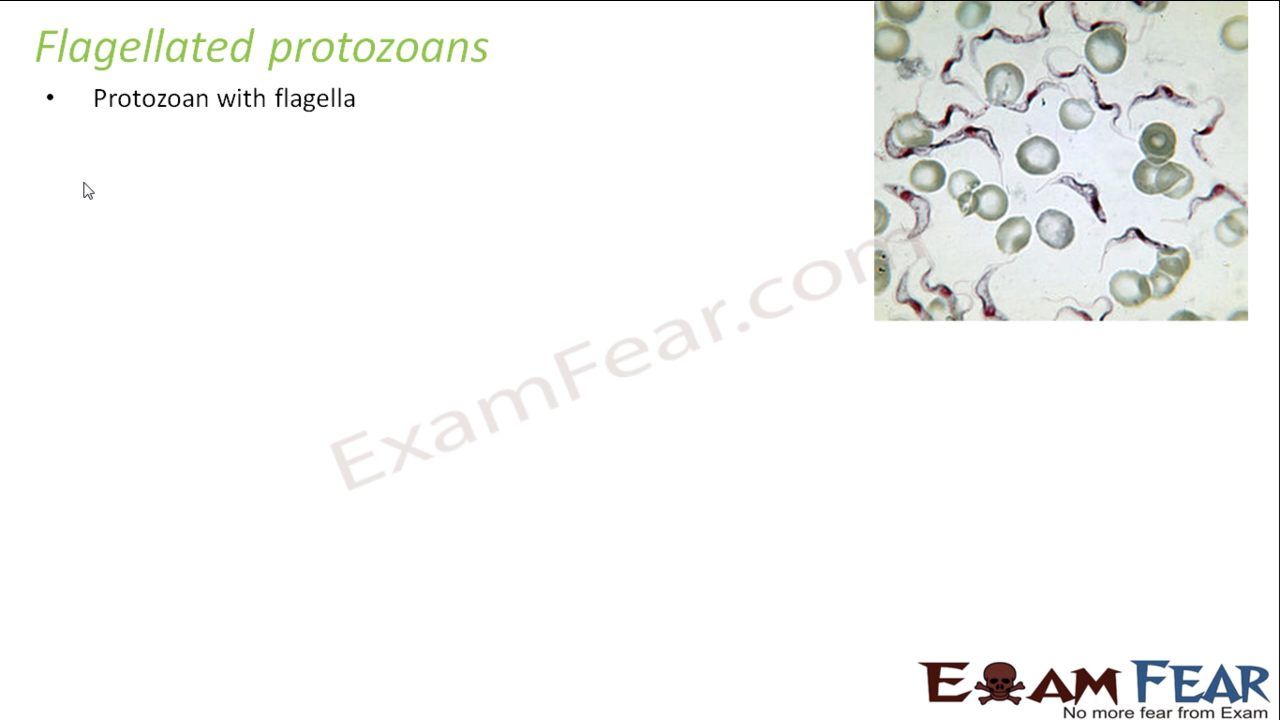 Flagellated protozoans
• Protozoan with flagella
ExamFear.com
EXAM FEAR
No more fear from Exam